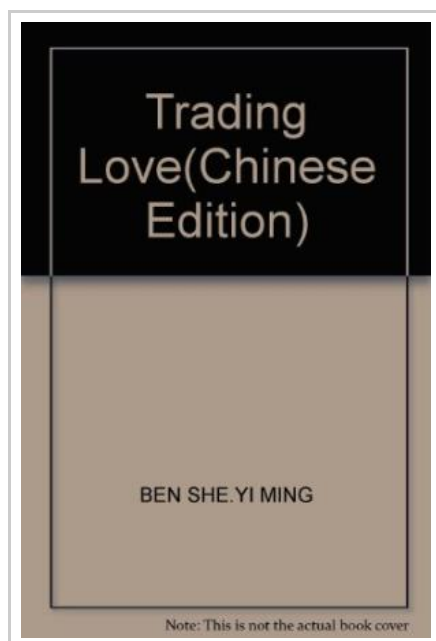 Trading
Love(Chinese
Edition)
BEN SHE.YI MING
Note: This is not the actual book cover